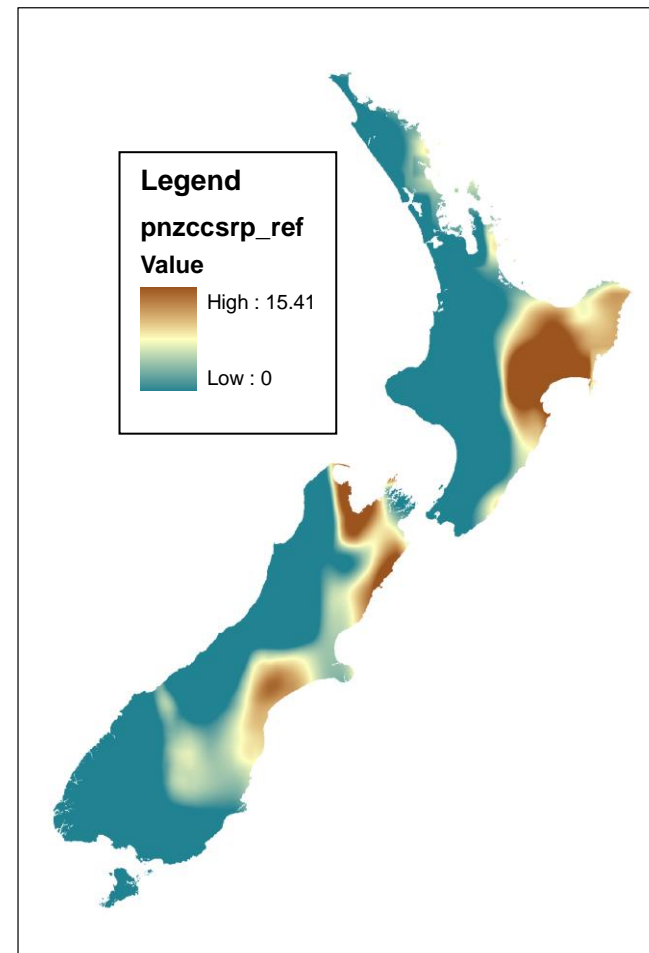 Legend
pnzccsrp_ref
Value
High : 15.41
Low : 0